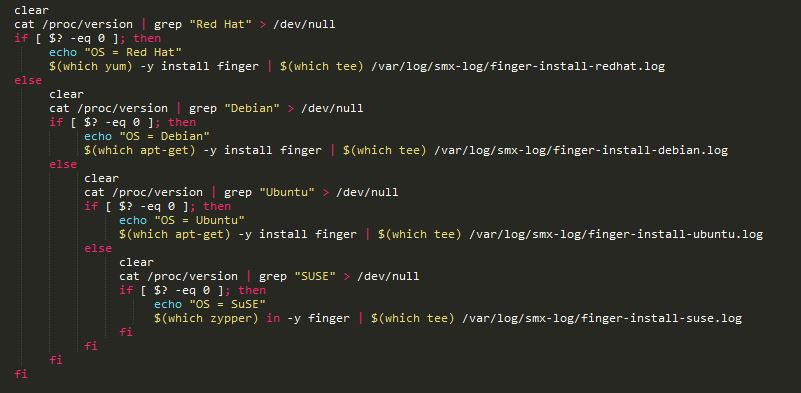 clear
cat /proc/version | grep "Red Hat" > /dev/null
if [ $? -eq 0 ]; then
echo "OS = Red Hat"
$(which yum) -y install finger | $(which tee) /var/log/smx-log/finger-install-redhat.log
else
clear
cat /proc/version | grep "Debian" > /dev/null
if [ $? -eq 0 ]; then
echo "OS = Debian"
$(which apt-get) -y install finger | $(which tee) /var/log/smx-log/finger-install-debian.log
else
clear
cat /proc/version | grep "Ubuntu" > /dev/null
if [ $? -eq 0 ]; then
echo "OS = Ubuntu"
$(which apt-get) -y install finger | $(which tee) /var/log/smx-log/finger-install-ubuntu.log
else
clear
cat /proc/version | grep "SUSE" > /dev/null
if [ $? -eq 0 ]; then
echo "OS = SuSE"
$(which zypper) in -y finger | $(which tee) /var/log/smx-log/finger-install-suse.log
fi
fi
fi
fi